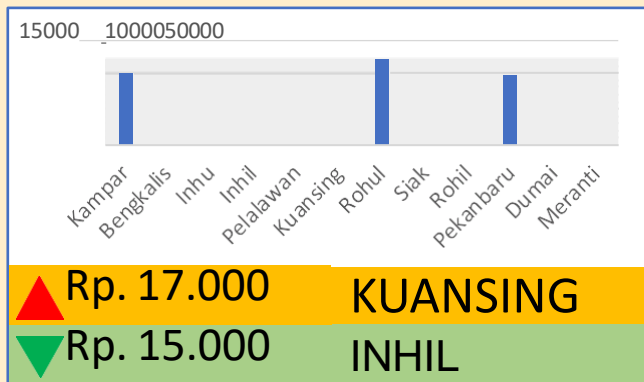 15000 1000050000
Kampar
Bengkalis
Inhu
Inhil
Pelalawan
Kuansing
Rohul
Siak
Rohil
Pekanbaru
Dumai
Meranti
Rp. 17.000 KUANSING
Rp. 15.000 INHIL